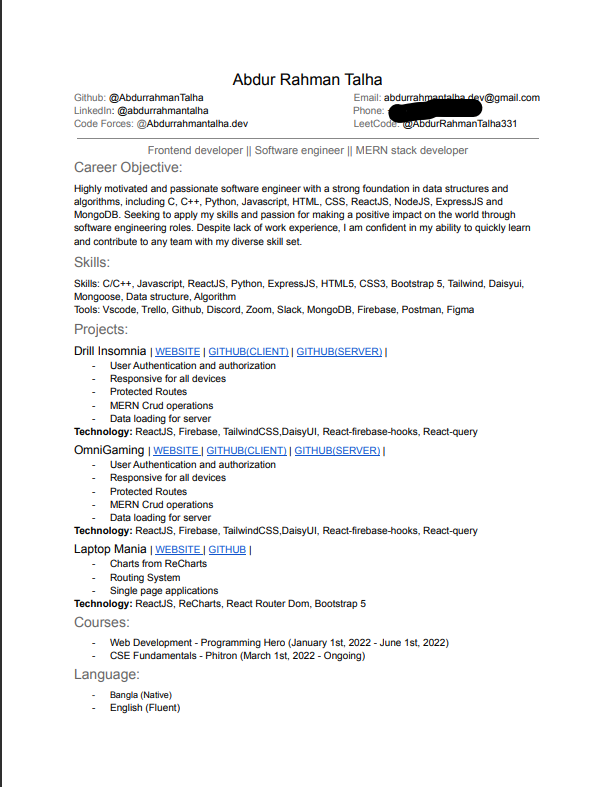 Abdur Rahman Talha
Github: @AbdurrahmanTalha
Email: abdurrahmantalha.dev@gmail.com
LinkedIn: @abdurrahmantalha
Phone:
Code Forces: @Abdurrahmantalha.dev
LeetCode: @AbdurRahmanTalha331
Frontend developer || Software engineer || MERN stack developer
Career Objective:
Highly motivated and passionate software engineer with a strong foundation in data structures and
algorithms, including C, C++, Python, Javascript, HTML, CSS, ReactJS, NodeJS, ExpressJS and
MongoDB. Seeking to apply my skills and passion for making a positive impact on the world through
software engineering roles. Despite lack of work experience, I am confident in my ability to quickly learn
and contribute to any team with my diverse skill set.
Skills:
Skills: C/C++, Javascript, ReactJS, Python, ExpressJS, HTML5, CSS3, Bootstrap 5, Tailwind, Daisyui,
Mongoose, Data structure, Algorithm
Tools: Vscode, Trello, Github, Discord, Zoom, Slack, MongoDB, Firebase, Postman, Figma
Projects:
Drill Insomnia | WEBSITE | GITHUB(CLIENT) | GITHUB(SERVER) |
- User Authentication and authorization
- Responsive for all devices
- Protected Routes
- MERN Crud operations
- Data loading for server
Technology: ReactJS, Firebase, TailwindCSS,DaisyUI, React-firebase-hooks, React-query
OmniGaming | WEBSITE | GITHUB(CLIENT) | GITHUB(SERVER) |
- User Authentication and authorization
- Responsive for all devices
- Protected Routes
- MERN Crud operations
- Data loading for server
Technology: ReactJS, Firebase, TailwindCSS,DaisyUI, React-firebase-hooks, React-query
Laptop Mania | WEBSITE | GITHUB |
- Charts from ReCharts
- Routing System
- Single page applications
Technology: ReactJS, ReCharts, React Router Dom, Bootstrap 5
Courses:
- Web Development - Programming Hero (January 1st, 2022 - June 1st, 2022)
- CSE Fundamentals - Phitron (March 1st, 2022 - Ongoing)
Language:
- Bangla (Native)
- English (Fluent)